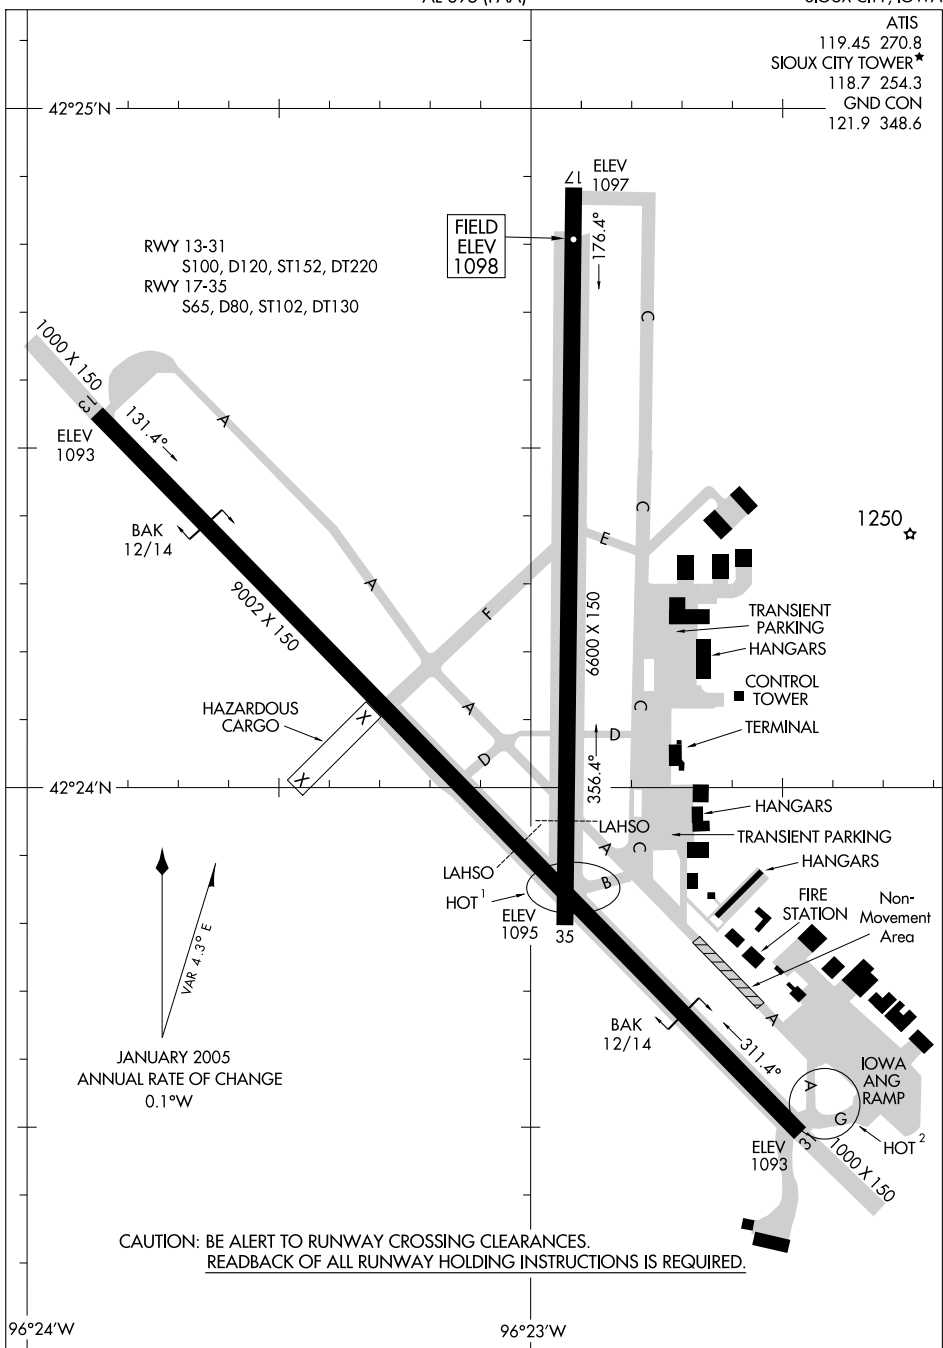 ATIS
119.45 270.8
SIOUX CITY TOWER★
118.7 254.3
GND CON
121.9 348.6
42°25'N
17
ELEV
1097
FIELD
ELEV
1098
176.4°
RWY 13-31
S100, D120, ST152, DT220
RWY 17-35
S65, D80, ST102, DT130
C
1000 X 150
13
ELEV
1093
131.4°
A
BAK
12/14
C
1250
E
9002 X 150
A
F
6600 X 150
TRANSIENT
PARKING
HANGARS
HAZARDOUS
CARGO
X
X
A
C
CONTROL
TOWER
D
D
TERMINAL
356.4°
42°24'N
HANGARS
LAHSO
TRANSIENT PARKING
A
C
HANGARS
LAHSO
HOT 1
B
ELEV
1095
35
FIRE
STATION
Non-
Movement
Area
VAR 4.3° E
BAK
12/14
A
311.4°
JANUARY 2005
ANNUAL RATE OF CHANGE
0.1°W
IOWA
ANG
RAMP
A
G
HOT 2
ELEV
1093
31
1000 X 150
CAUTION: BE ALERT TO RUNWAY CROSSING CLEARANCES.
READBACK OF ALL RUNWAY HOLDING INSTRUCTIONS IS REQUIRED.
96°24'W
96°23'W